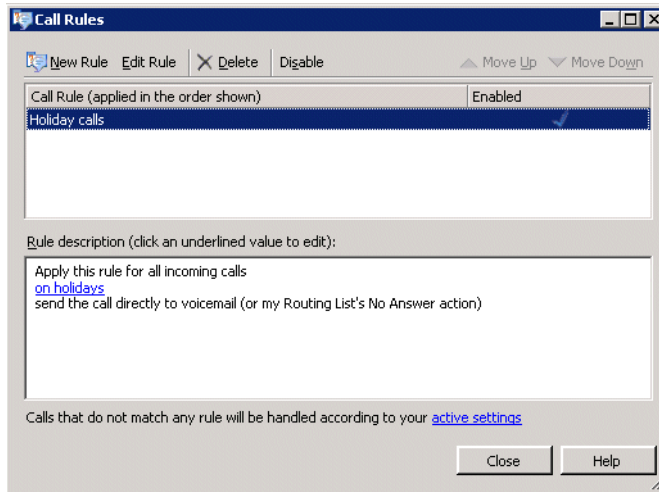 Call Rules
New Rule Edit Rule Delete Disable Move Up Move Down
Call Rule (applied in the order shown) Enabled
Holiday calls
Rule description (click an underlined value to edit):
Apply this rule for all incoming calls
on holidays
send the call directly to voicemail (or my Routing List's No Answer action)
Calls that do not match any rule will be handled according to your active settings
Close Help